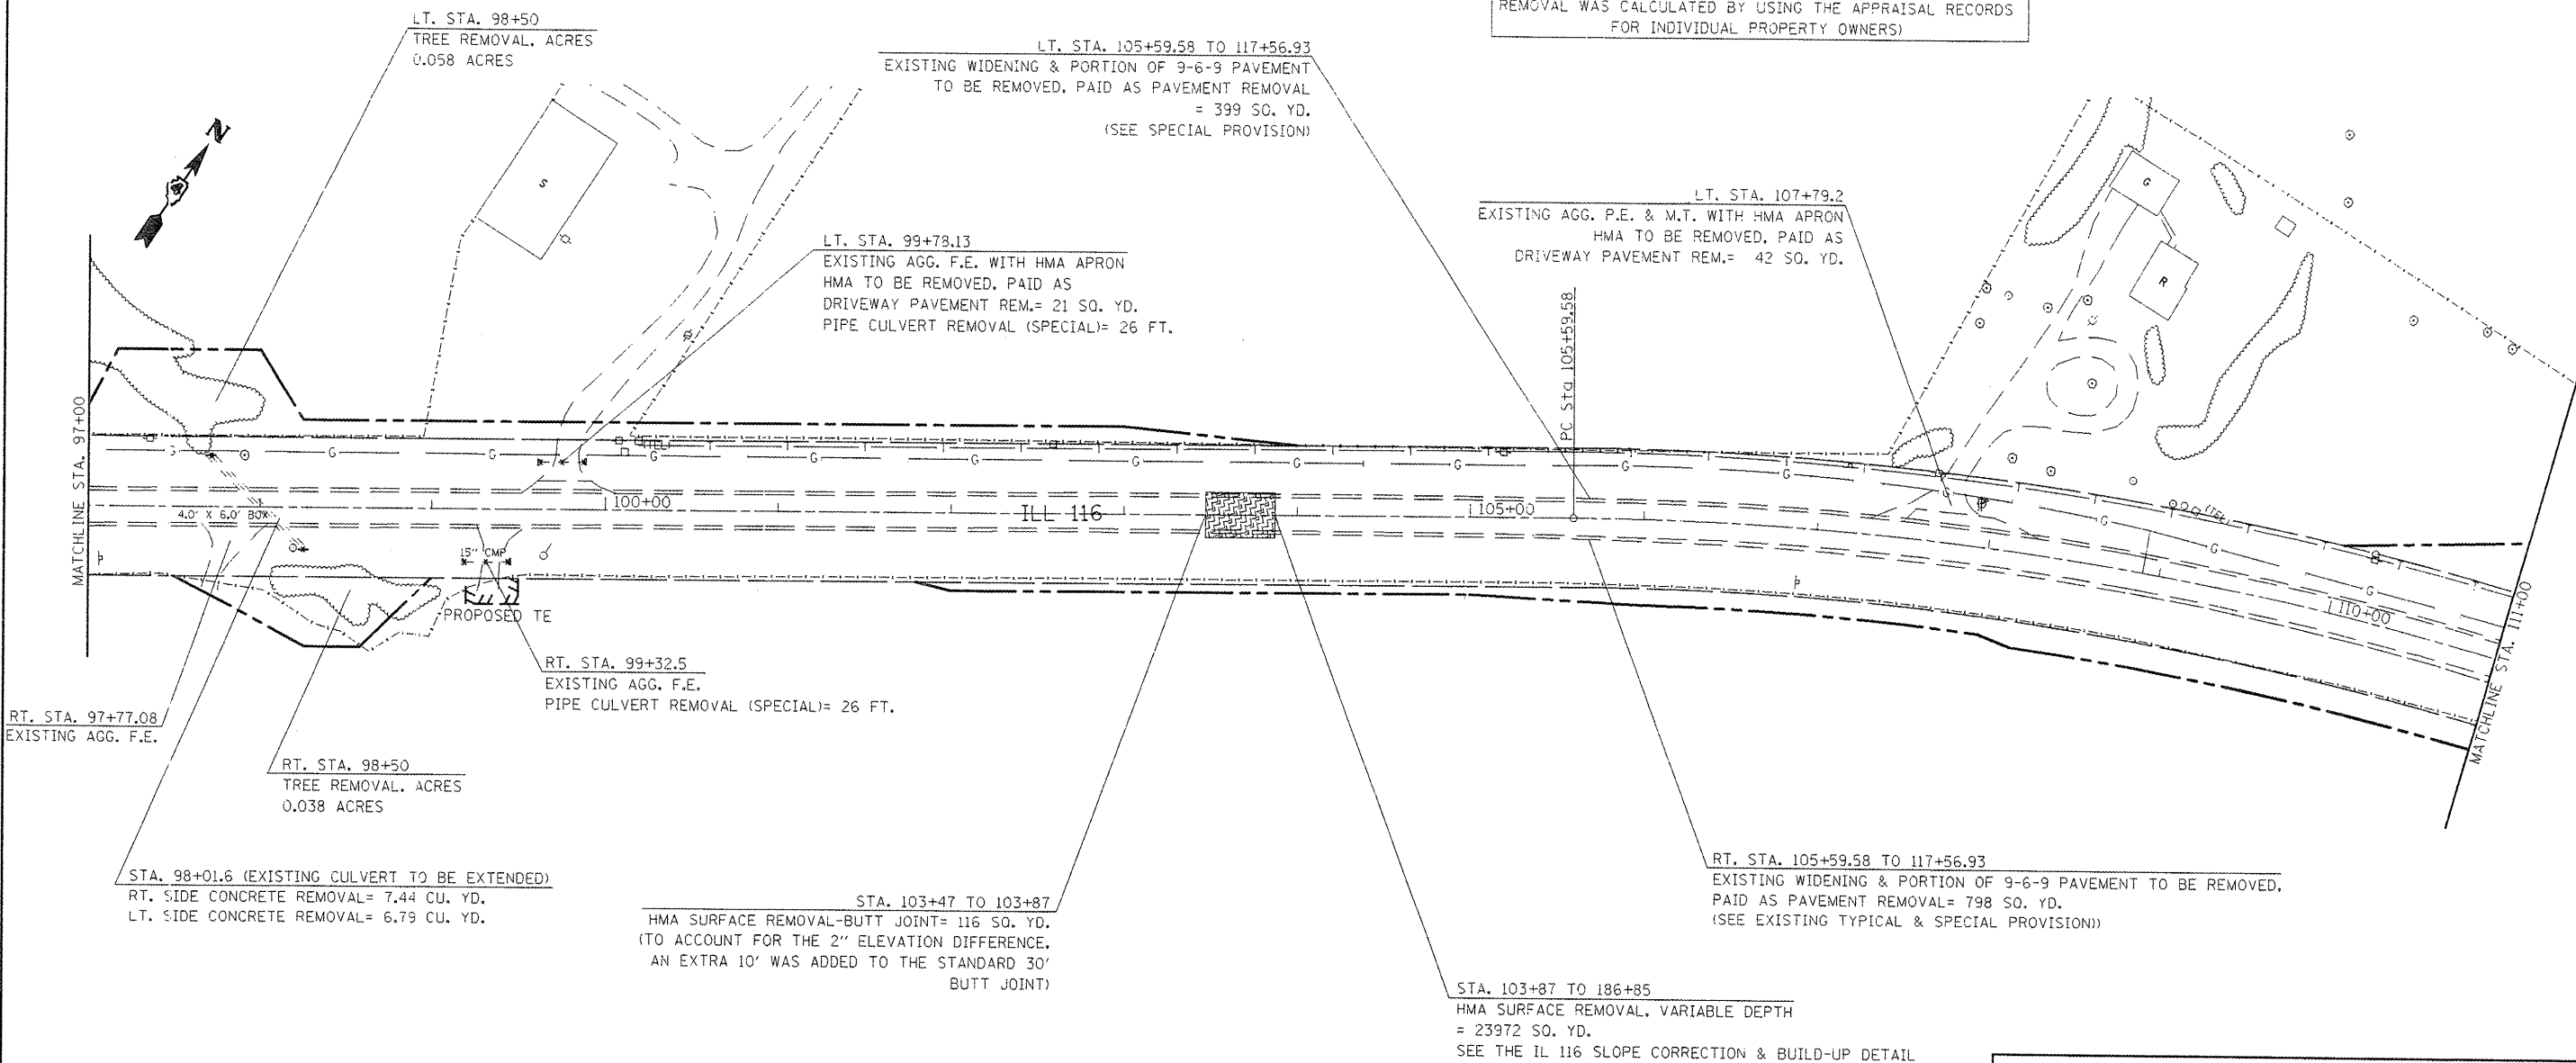 REMOVAL WAS CALCULATED BY USING THE APPRAISAL RECORDS
FOR INDIVIDUAL PROPERTY OWNERS)
LT. STA. 98+50
TREE REMOVAL, ACRES
0.058 ACRES
LT. STA. 105+59.58 TO 117+56.93
EXISTING WIDENING & PORTION OF 9-6-9 PAVEMENT
TO BE REMOVED, PAID AS PAVEMENT REMOVAL
= 399 SQ. YD.
(SEE SPECIAL PROVISION)
N
S
LT. STA. 99+78.13
EXISTING AGG. F.E. WITH HMA APRON
HMA TO BE REMOVED, PAID AS
DRIVEWAY PAVEMENT REM.= 21 SQ. YD.
PIPE CULVERT REMOVAL (SPECIAL)= 26 FT.
LT. STA. 107+79.2
EXISTING AGG. P.E. & M.T. WITH HMA APRON
HMA TO BE REMOVED, PAID AS
DRIVEWAY PAVEMENT REM.= 42 SQ. YD.
G
R
PC Sta 105+59.58
MATCHLINE STA. 97+00
G G G G G G G G G G G G G G
T T T T T T T T T T T T
(TEL)
(TEL)
4.0' X 6.0' BOX
100+00
ILL 116
105+00
110+00
15" CMP
PROPOSED TE
MATCHLINE STA. 111+00
RT. STA. 99+32.5
EXISTING AGG. F.E.
PIPE CULVERT REMOVAL (SPECIAL)= 26 FT.
RT. STA. 97+77.08
EXISTING AGG. F.E.
RT. STA. 98+50
TREE REMOVAL, ACRES
0.038 ACRES
STA. 98+01.6 (EXISTING CULVERT TO BE EXTENDED)
RT. SIDE CONCRETE REMOVAL= 7.44 CU. YD.
LT. SIDE CONCRETE REMOVAL= 6.79 CU. YD.
STA. 103+47 TO 103+87
HMA SURFACE REMOVAL-BUTT JOINT= 116 SQ. YD.
(TO ACCOUNT FOR THE 2" ELEVATION DIFFERENCE,
AN EXTRA 10' WAS ADDED TO THE STANDARD 30'
BUTT JOINT)
RT. STA. 105+59.58 TO 117+56.93
EXISTING WIDENING & PORTION OF 9-6-9 PAVEMENT TO BE REMOVED,
PAID AS PAVEMENT REMOVAL= 798 SQ. YD.
(SEE EXISTING TYPICAL & SPECIAL PROVISION))
STA. 103+87 TO 186+85
HMA SURFACE REMOVAL, VARIABLE DEPTH
= 23972 SQ. YD.
SEE THE IL 116 SLOPE CORRECTION & BUILD-UP DETAIL